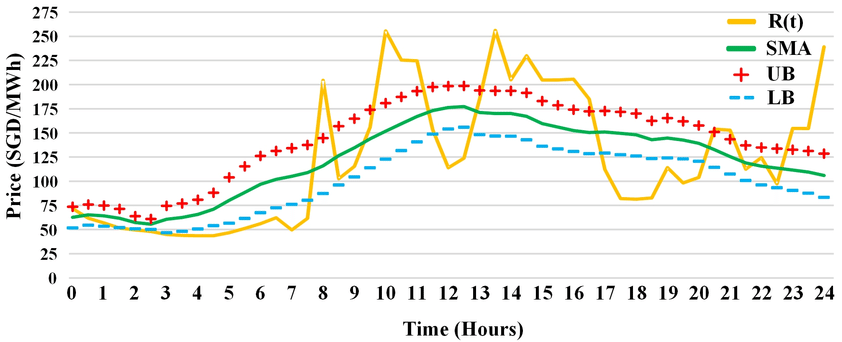 Price (SGD/MWh)
275
250
225
200
175
150
125
100
75
50
25
0
R(t)
SMA
UB
LB
0 1 2 3 4 5 6 7 8 9 10 11 12 13 14 15 16 17 18 19 20 21 22 23 24
Time (Hours)